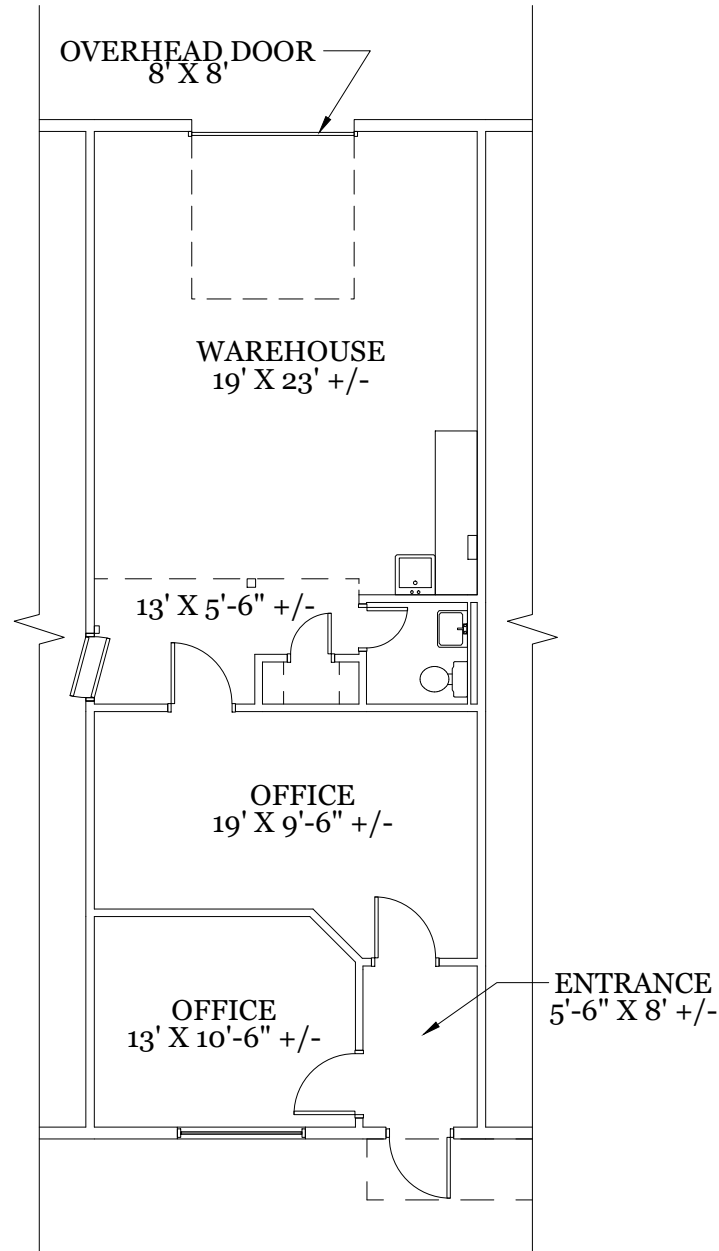 OVERHEAD DOOR
8' X 8'
WAREHOUSE
19' X 23' +/-
13' X 5'-6" +/-
OFFICE
19' X 9'-6" +/-
OFFICE
13' X 10'-6" +/-
ENTRANCE
5'-6" X 8' +/-